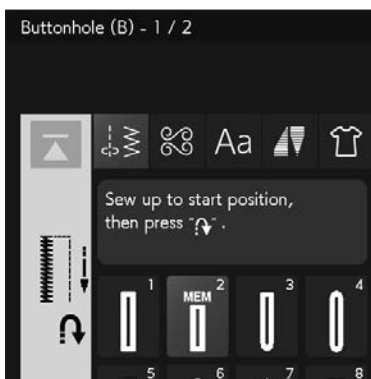 Buttonhole (B) - 1 / 2
Aa
Sew up to start position,
then press " ".
1 2 3 4
MEM
5 6 7 8